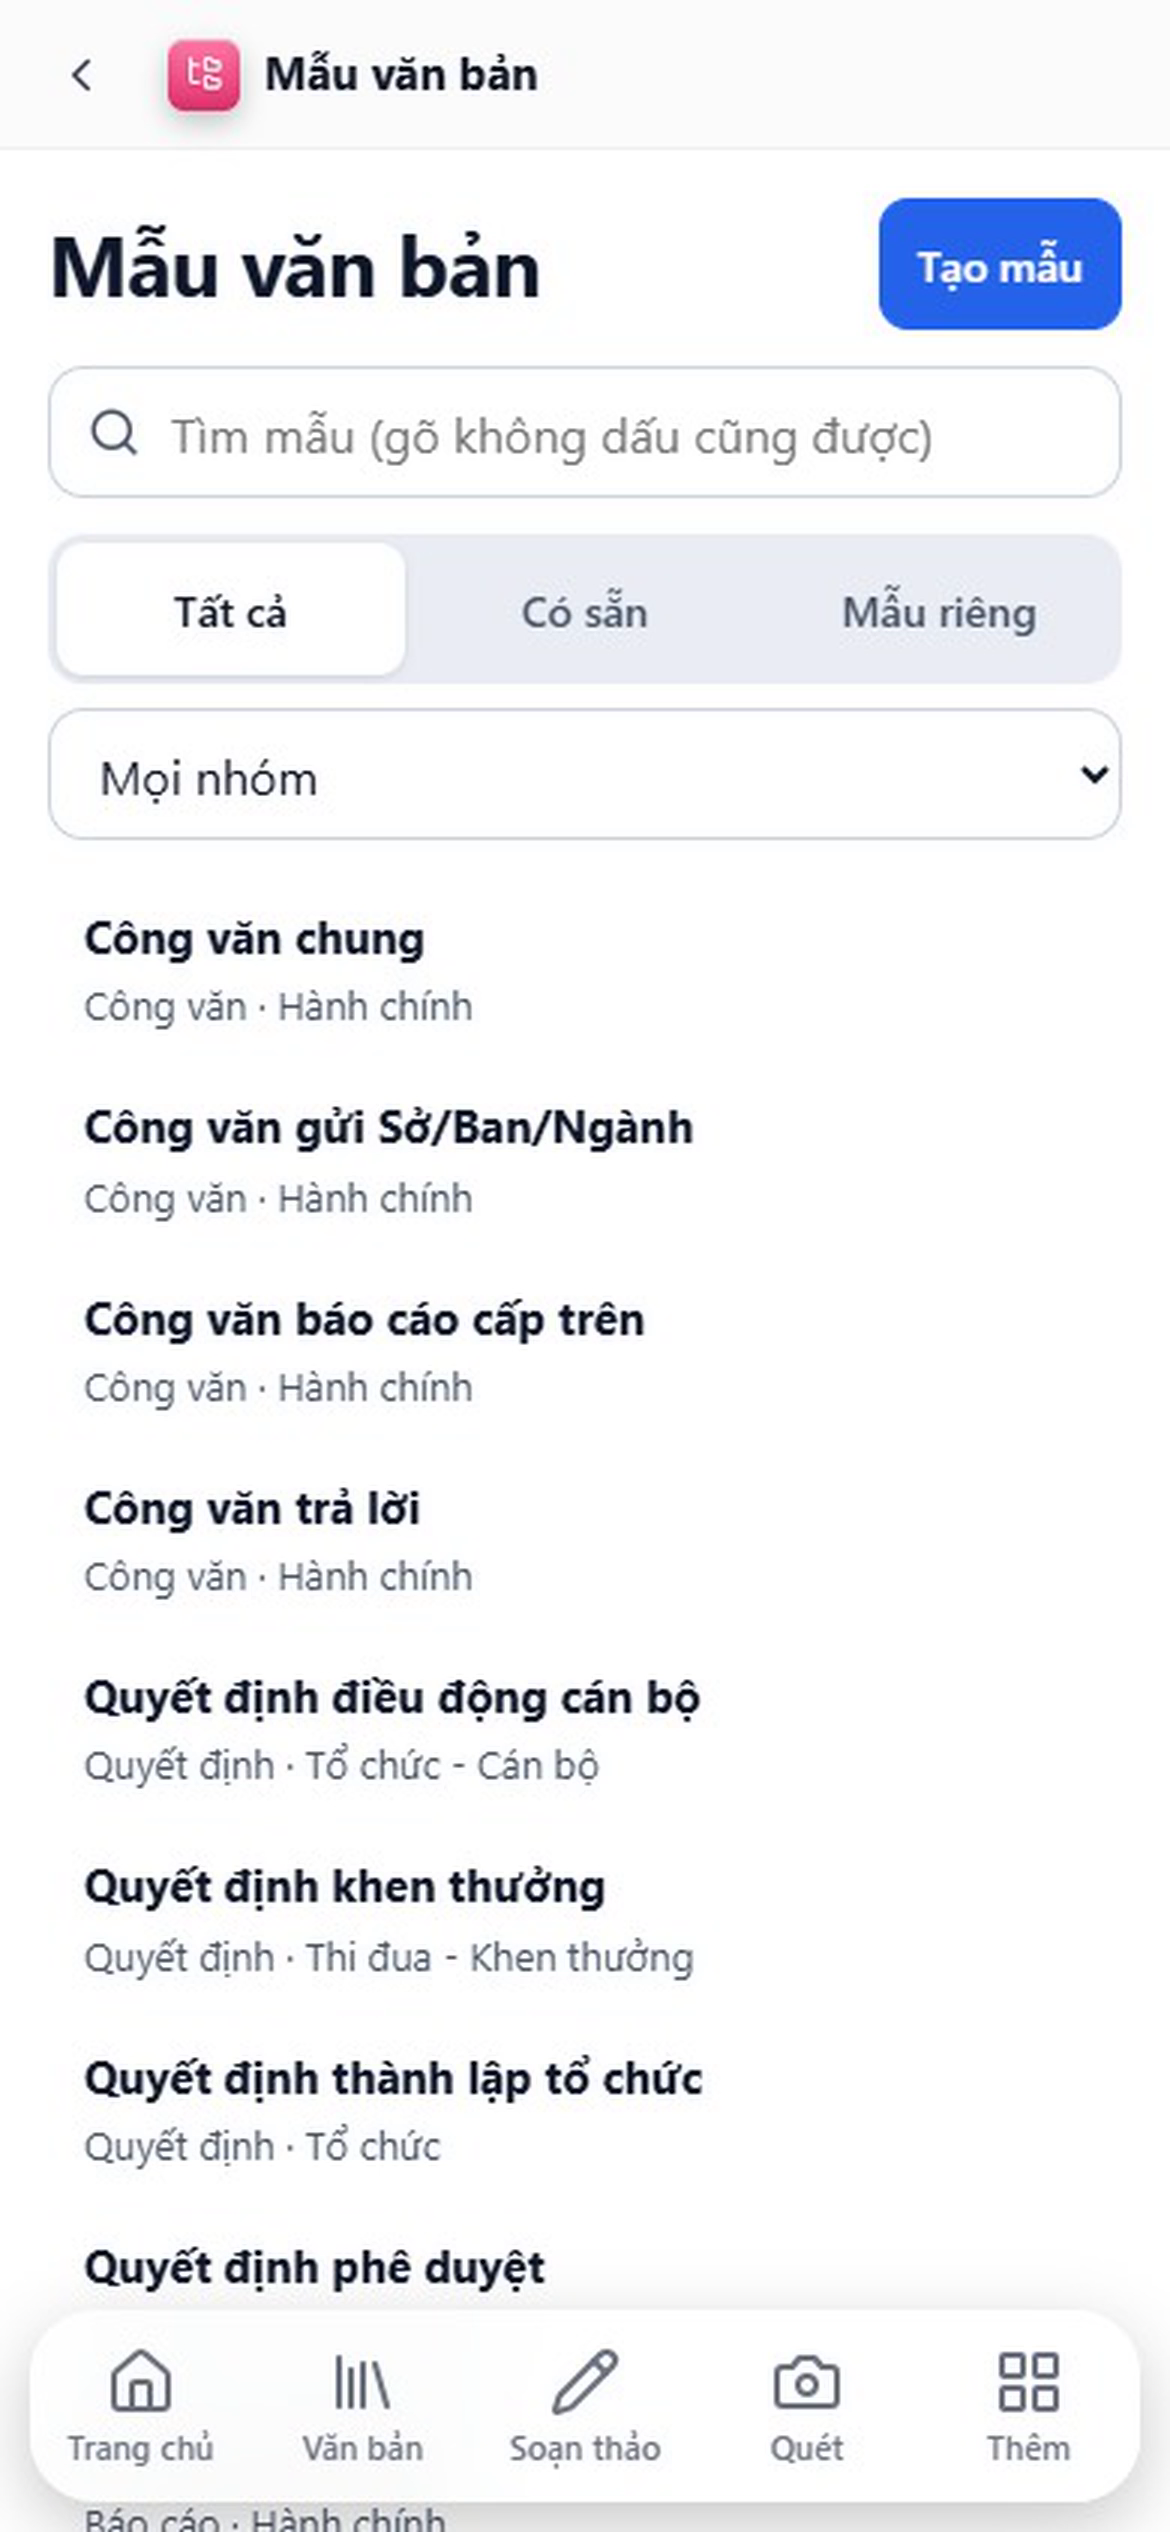 Mẫu văn bản
Mẫu văn bản
Tạo mẫu
Tìm mẫu (gõ không dấu cũng được)
Tất cả
Có sẵn
Mẫu riêng
Mọi nhóm
Công văn chung
Công văn · Hành chính
Công văn gửi Sở/Ban/Ngành
Công văn · Hành chính
Công văn báo cáo cấp trên
Công văn · Hành chính
Công văn trả lời
Công văn · Hành chính
Quyết định điều động cán bộ
Quyết định · Tổ chức - Cán bộ
Quyết định khen thưởng
Quyết định · Thi đua - Khen thưởng
Quyết định thành lập tổ chức
Quyết định · Tổ chức
Quyết định phê duyệt
Trang chủ
Văn bản
Soạn thảo
Quét
Thêm
Báo cáo · Hành chính